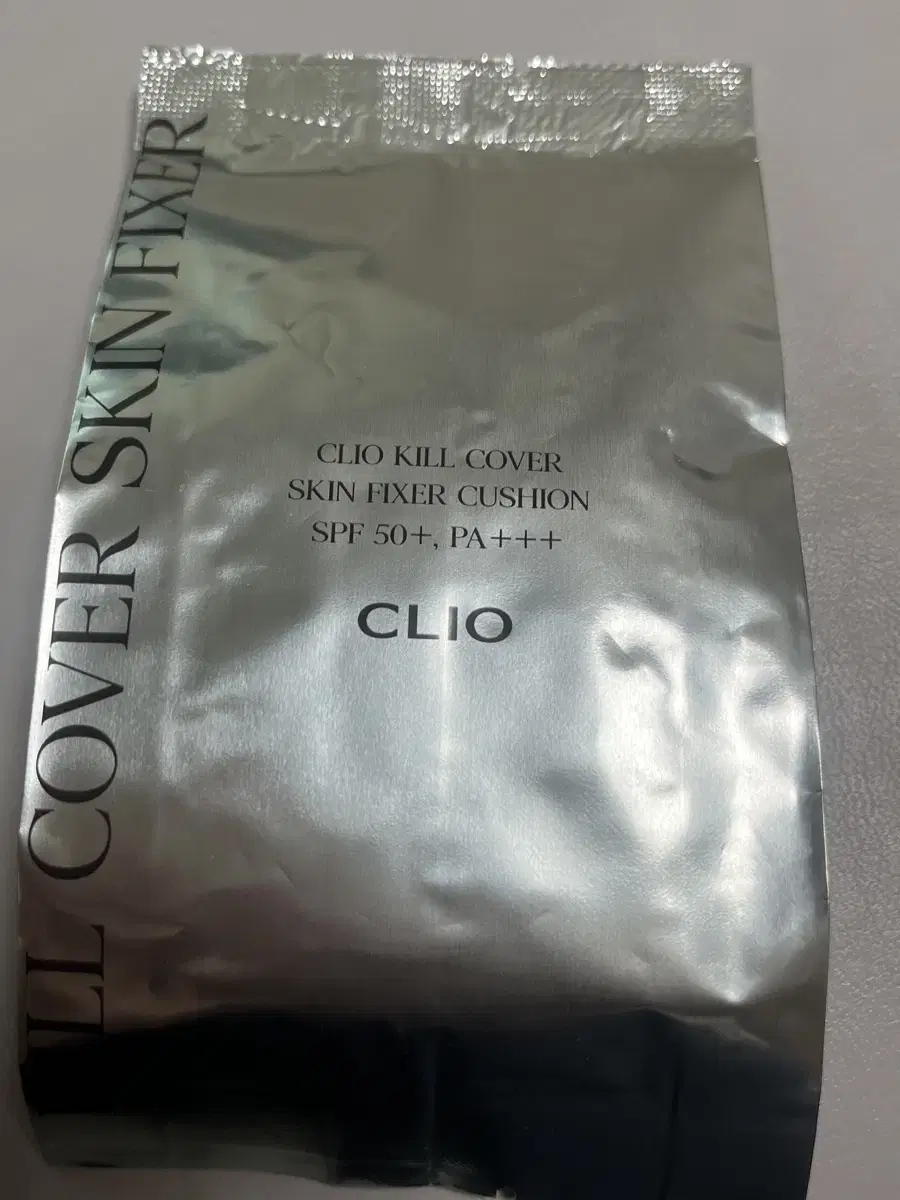 CLIO KILL COVER
SKIN FIXER CUSHION
SPF 50+, PA+++
CLIO
LL COVER SKIN FIXER